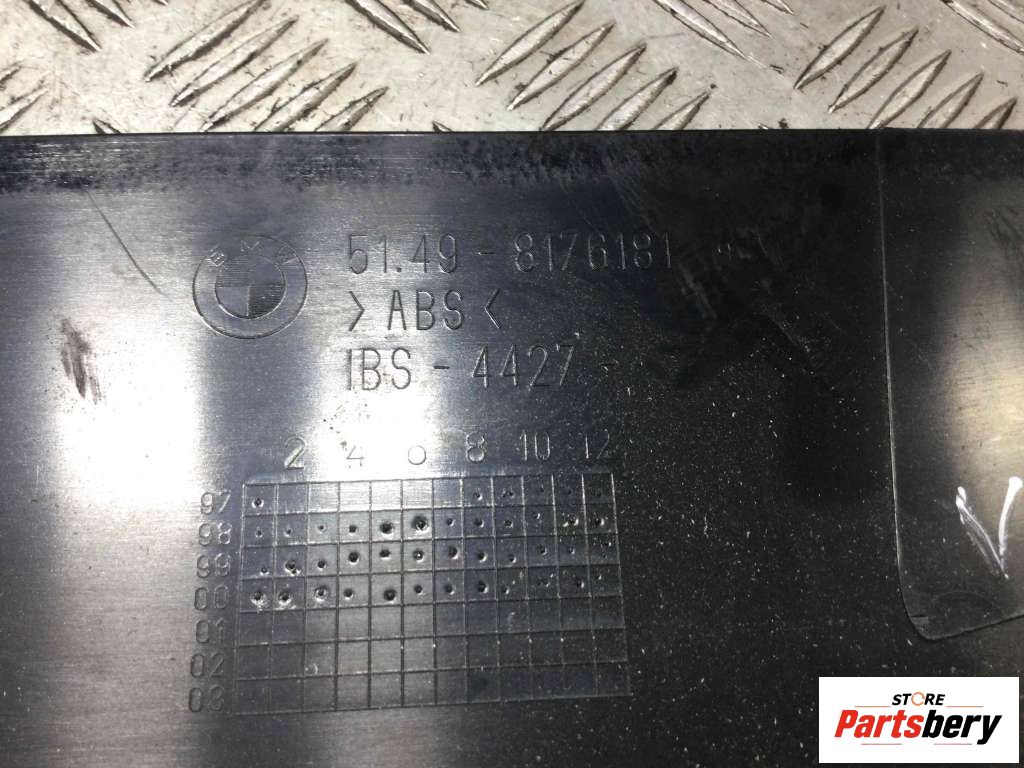 BMW
51.49 - 8176181
>ABS<
IBS - 4427 -
2 4 6 8 10 12
97
98
99
00
01
02
03
V
STORE
Partsbery